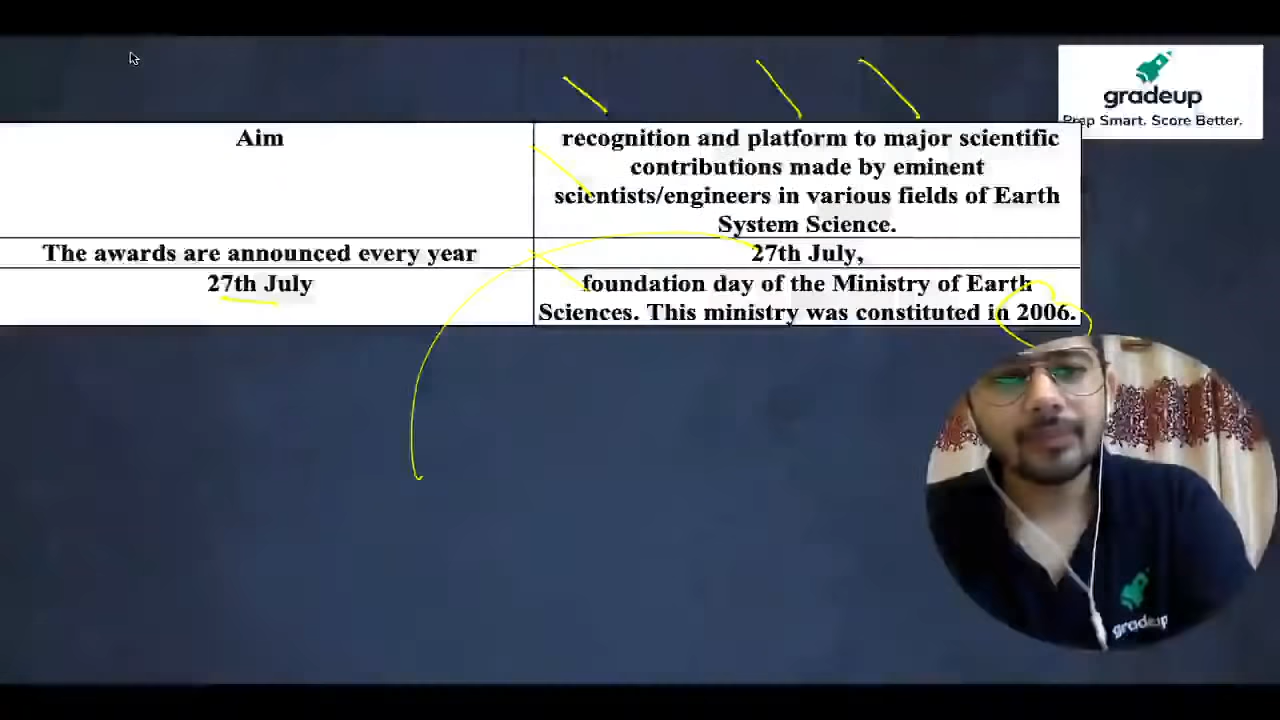 gradeup
Prep Smart. Score Better.
Aim
recognition and platform to major scientific
contributions made by eminent
scientists/engineers in various fields of Earth
System Science.
The awards are announced every year
27th July,
27th July
foundation day of the Ministry of Earth
Sciences. This ministry was constituted in 2006.
gradeup